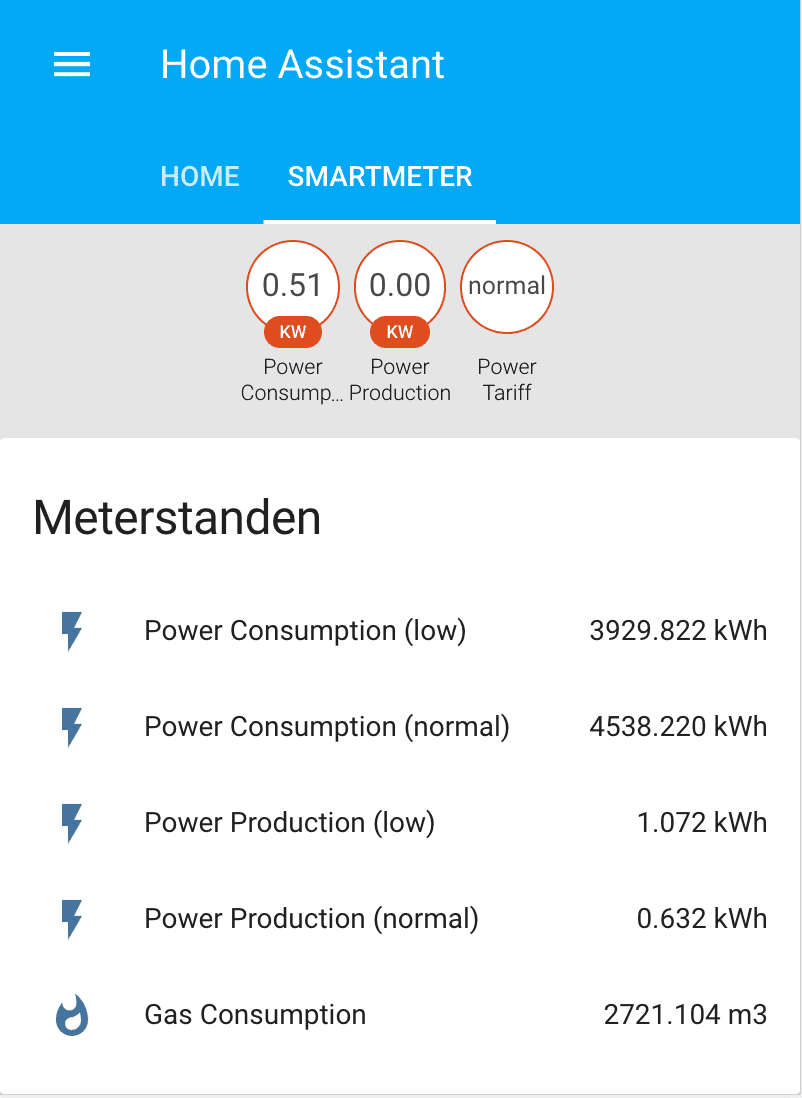 Home Assistant
HOME SMARTMETER
0.51 0.00 normal
KW KW
Power Power Power
Consump... Production Tariff
Meterstanden
Power Consumption (low) 3929.822 kWh
Power Consumption (normal) 4538.220 kWh
Power Production (low) 1.072 kWh
Power Production (normal) 0.632 kWh
Gas Consumption 2721.104 m3